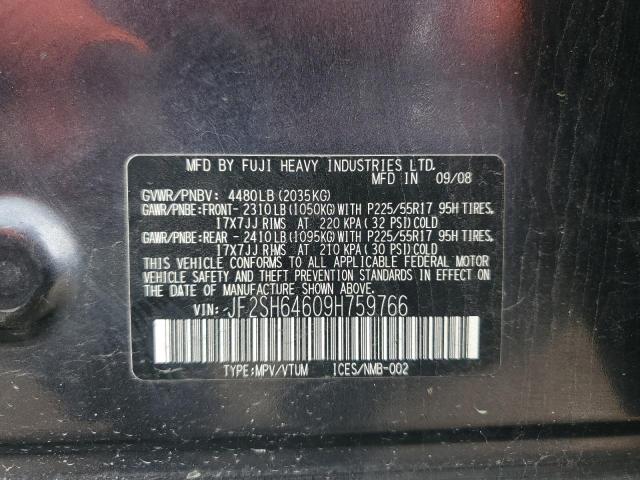 MFD BY FUJI HEAVY INDUSTRIES LTD.
MFD IN 09/08
GVWR/PNBV: 4480LB(2035KG)
GAWR/PNBE:FRONT- 2310LB(1050KG)WITH P225/55R17 95H TIRES,
17X7JJ RIMS AT 220 KPA(32 PSI)COLD
GAWR/PNBE:REAR - 2410LB(1095KG)WITH P225/55R17 95H TIRES,
17X7JJ RIMS AT 210 KPA(30 PSI)COLD
THIS VEHICLE CONFORMS TO ALL APPLICABLE FEDERAL MOTOR
VEHICLE SAFETY AND THEFT PREVENTION STANDARDS IN EFFECT ON
THE DATE OF MANUFACTURE SHOWN ABOVE.
VIN: JF2SH64609H759766
TYPE:MPV/VTUM ICES/NMB-002